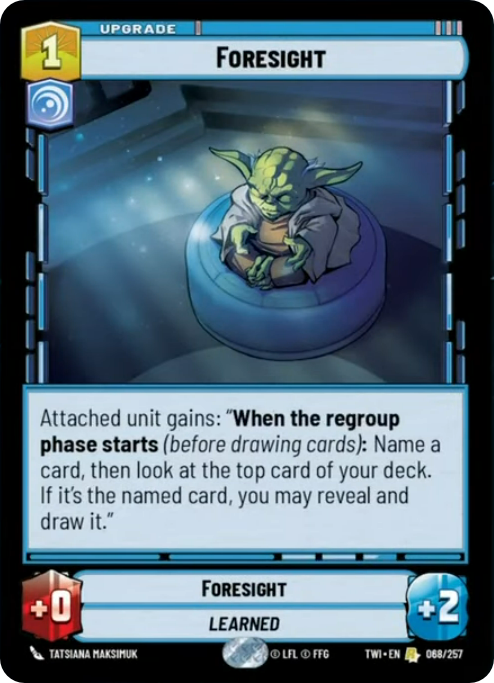 UPGRADE
1
FORESIGHT
Attached unit gains: “When the regroup
phase starts (before drawing cards): Name a
card, then look at the top card of your deck.
If it’s the named card, you may reveal and
draw it.”
+0
FORESIGHT
+2
LEARNED
TATSIANA MAKSIMUK
© LFL © FFG
TWI • EN
R
068/257